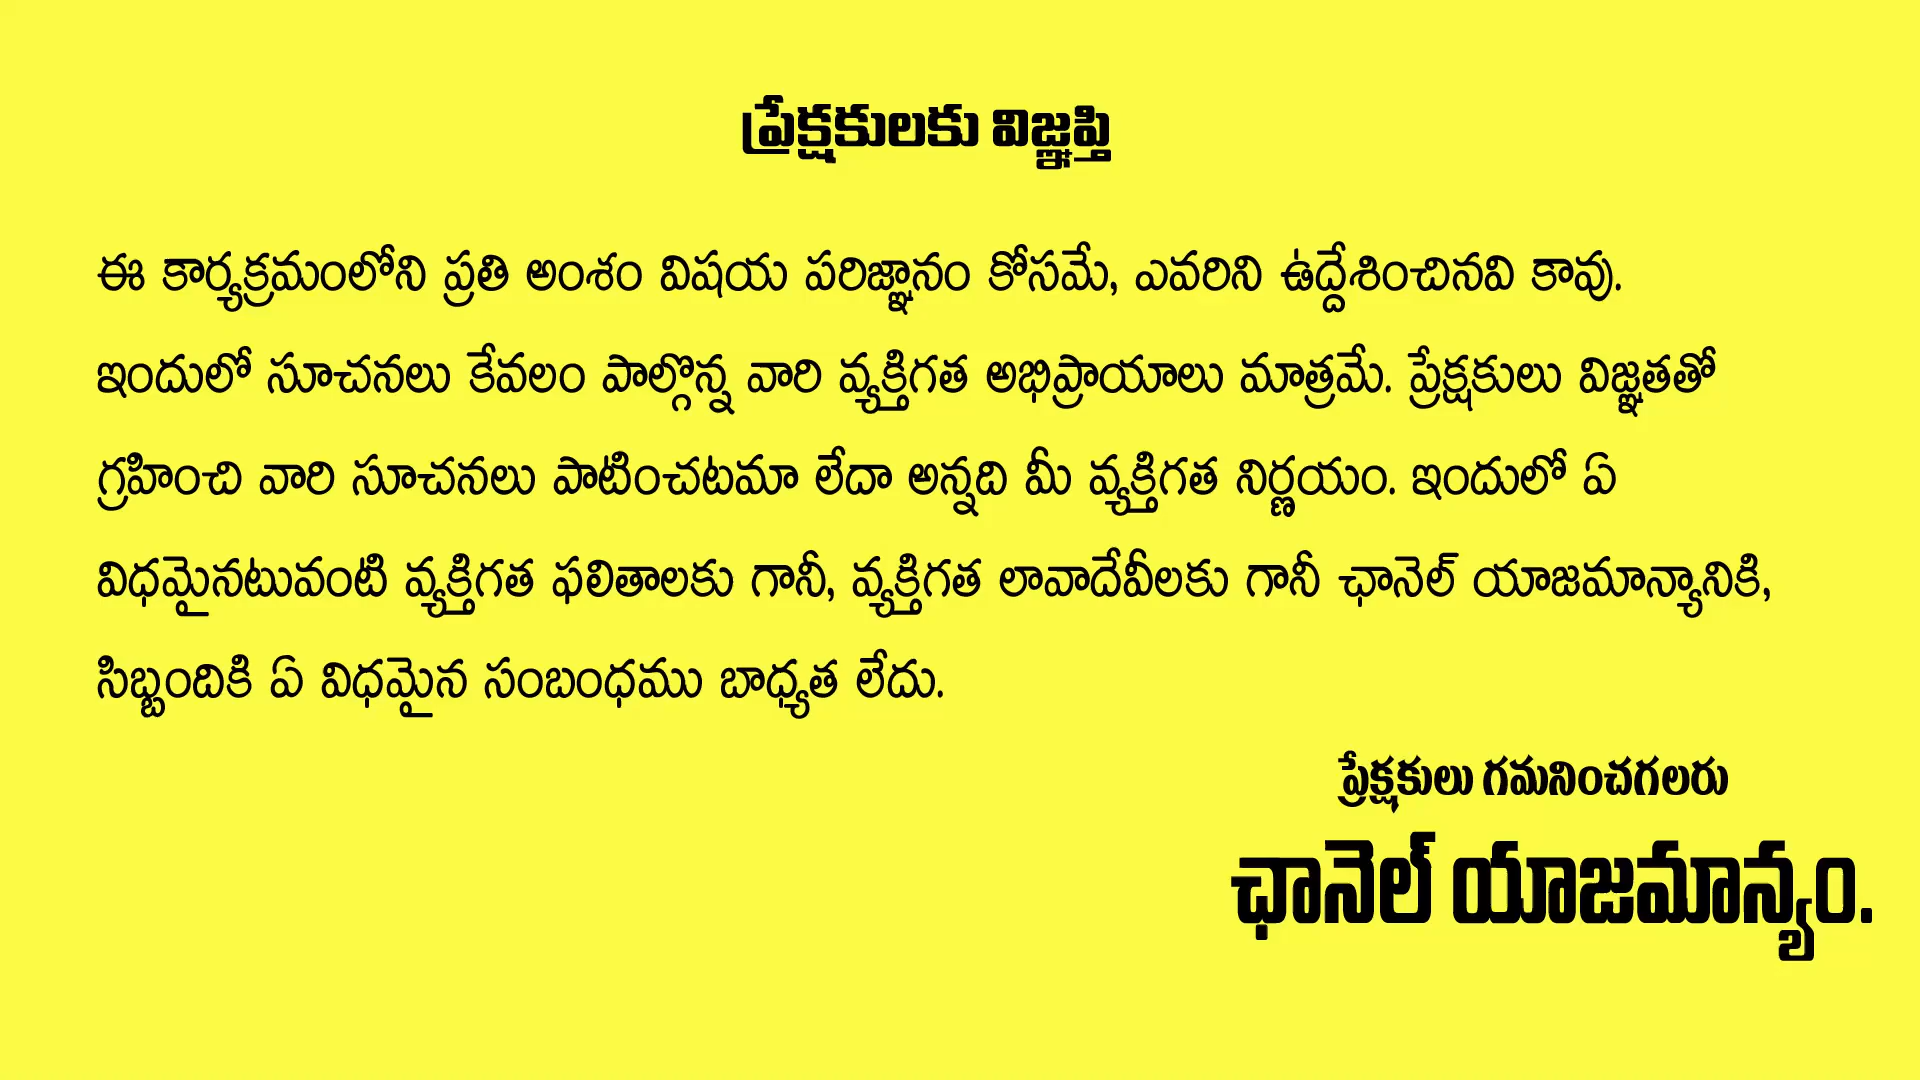 ప్రేక్షకులకు విజ్ఞప్తి
ఈ కార్యక్రమంలోని ప్రతి అంశం విషయ పరిజ్ఞానం కోసమే, ఎవరిని ఉద్దేశించినవి కావు.
ఇందులో సూచనలు కేవలం పాల్గొన్న వారి వ్యక్తిగత అభిప్రాయాలు మాత్రమే. ప్రేక్షకులు విజ్ఞతతో
గ్రహించి వారి సూచనలు పాటించటమా లేదా అన్నది మీ వ్యక్తిగత నిర్ణయం. ఇందులో ఏ
విధమైనటువంటి వ్యక్తిగత ఫలితాలకు గానీ, వ్యక్తిగత లావాదేవీలకు గానీ ఛానెల్ యాజమాన్యానికి,
సిబ్బందికి ఏ విధమైన సంబంధము బాధ్యత లేదు.
ప్రేక్షకులు గమనించగలరు
ఛానెల్ యాజమాన్యం.